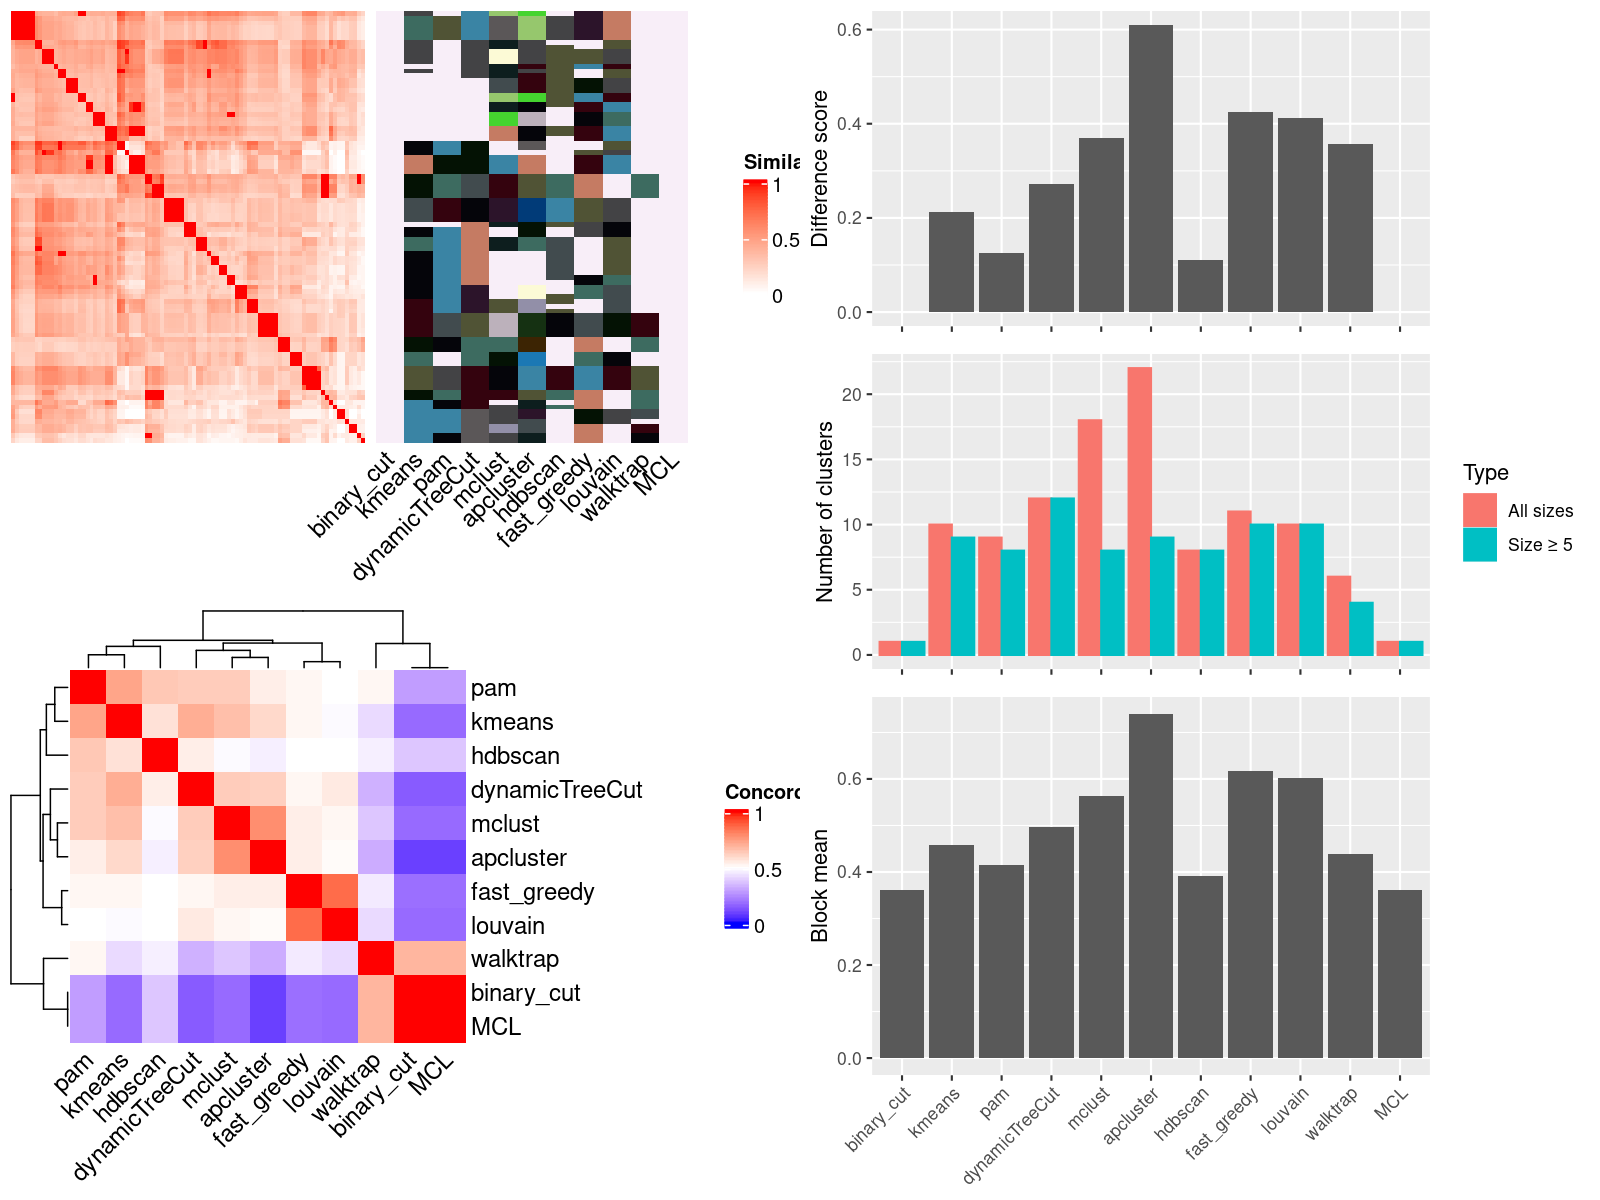 Simila
1
0.5
0
binary_cut
kmeans
pam
dynamicTreeCut
mclust
apcluster
hdbscan
fast_greedy
louvain
walktrap
MCL
pam
kmeans
hdbscan
dynamicTreeCut
mclust
apcluster
fast_greedy
louvain
walktrap
binary_cut
MCL
Concord
1
0.5
0
pam
kmeans
hdbscan
dynamicTreeCut
mclust
apcluster
fast_greedy
louvain
walktrap
binary_cut
MCL
Difference score
0.6
0.4
0.2
0.0
Number of clusters
20
15
10
5
0
Type
All sizes
Size ≥ 5
Block mean
0.6
0.4
0.2
0.0
binary_cut
kmeans
pam
dynamicTreeCut
mclust
apcluster
hdbscan
fast_greedy
louvain
walktrap
MCL